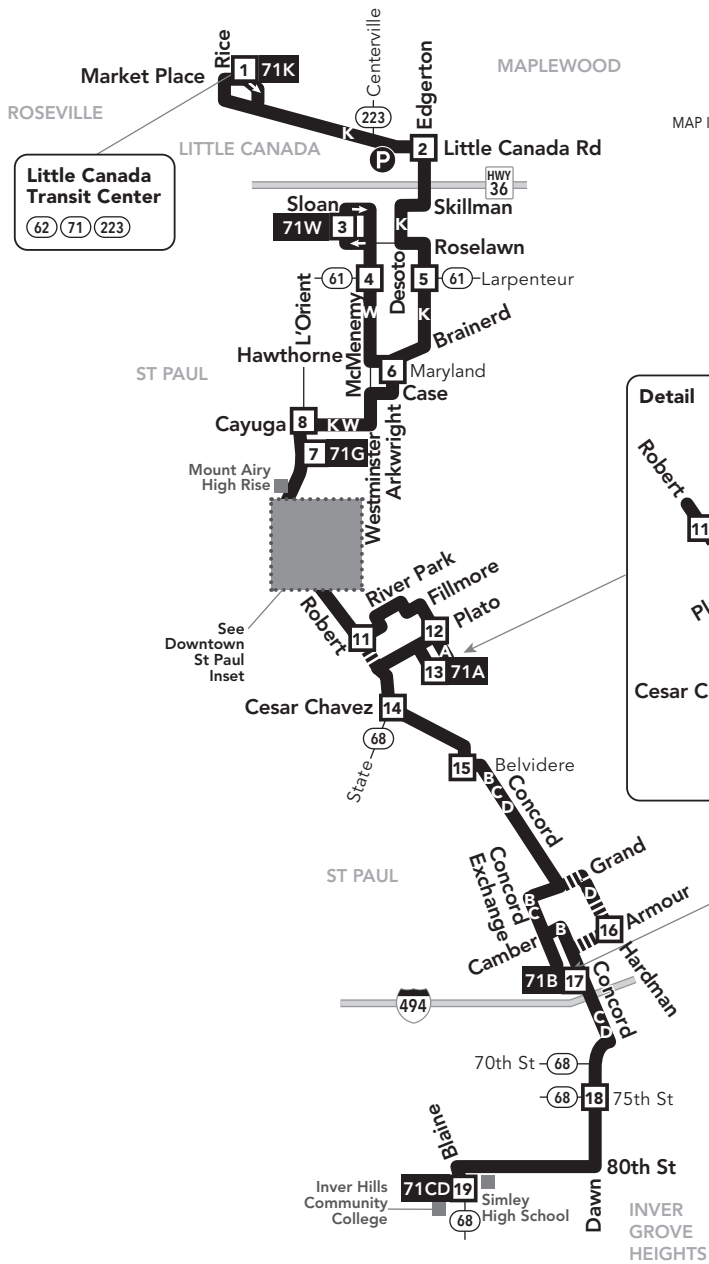 Rice
1 71K
Market Place
Centerville
Edgerton
MAPLEWOOD
ROSEVILLE
223
MAP I
K
LITTLE CANADA
P
2 Little Canada Rd
Little Canada
Transit Center
62 71 223
HWY
36
Sloan
Skillman
71W 3
K
Roselawn
Desoto
61 4
5 61 Larpenteur
L'Orient
McMenemy
W
K
Brainerd
Hawthorne
ST PAUL
6 Maryland
Case
Cayuga 8
K W
Arkwright
Westminster
7 71G
Mount Airy
High Rise
See
Downtown
St Paul
Inset
Robert
River Park
Fillmore
Plato
11
12
A
13 71A
Cesar Chavez 14
68
State
15 Belvidere
B
C
D
Concord
Detail
Robert
11
Pl
Cesar C
ST PAUL
Grand
D
Concord
Exchange
B
C
B
Camber
Armour
16
Hardman
71B 17
Concord
494
C
D
70th St 68
68 18 75th St
Blaine
80th St
71CD 19
Inver Hills
Community
College
Simley
High School
68
Dawn
INVER
GROVE
HEIGHTS